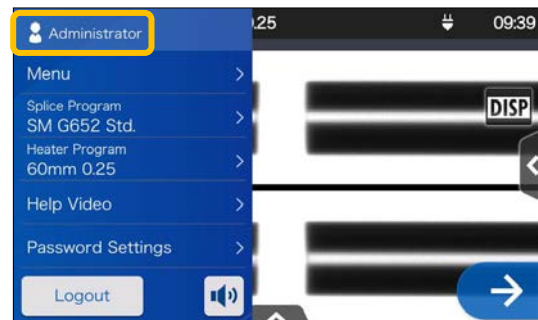 Administrator
.25
09:39
Menu
Splice Program
SM G652 Std.
Heater Program
60mm 0.25
Help Video
Password Settings
Logout
DISP